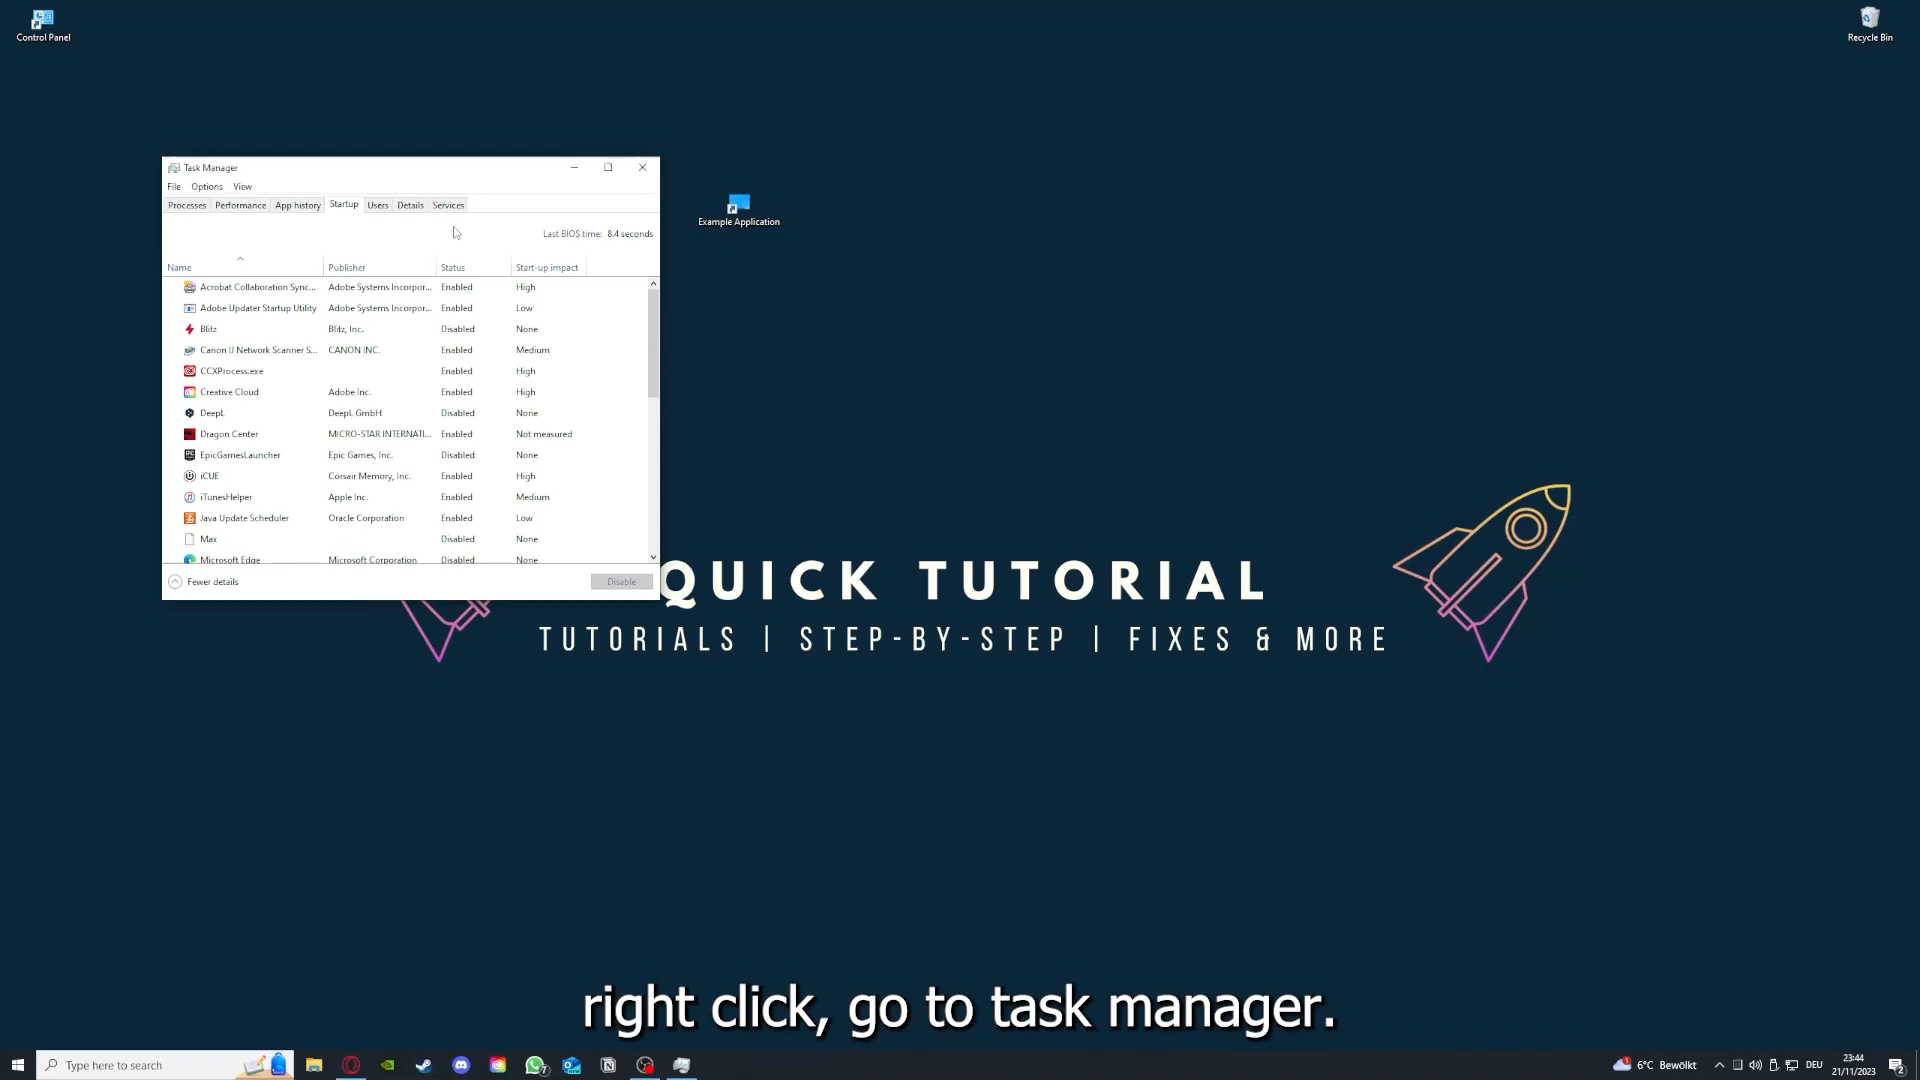 Control Panel
Recycle Bin
Task Manager
File Options View
Processes Performance App history Startup Users Details Services
Example Application
Last BIOS time: 8.4 seconds
Name Publisher Status Start-up impact
Acrobat Collaboration Sync... Adobe Systems Incorpor... Enabled High
Adobe Updater Startup Utility Adobe Systems Incorpor... Enabled Low
Blitz Blitz, Inc. Disabled None
Canon IJ Network Scanner S... CANON INC. Enabled Medium
CCXProcess.exe Enabled High
Creative Cloud Adobe Inc. Enabled High
DeepL DeepL GmbH Disabled None
Dragon Center MICRO-STAR INTERNATI... Enabled Not measured
EpicGamesLauncher Epic Games, Inc. Disabled None
iCUE Corsair Memory, Inc. Enabled High
iTunesHelper Apple Inc. Enabled Medium
Java Update Scheduler Oracle Corporation Enabled Low
Max Disabled None
Microsoft Edge Microsoft Corporation Disabled None
Fewer details Disable
QUICK TUTORIAL
TUTORIALS | STEP-BY-STEP | FIXES & MORE
right click, go to task manager.
Type here to search
7
1
6°C Bewölkt
DEU
23:44
21/11/2023
2